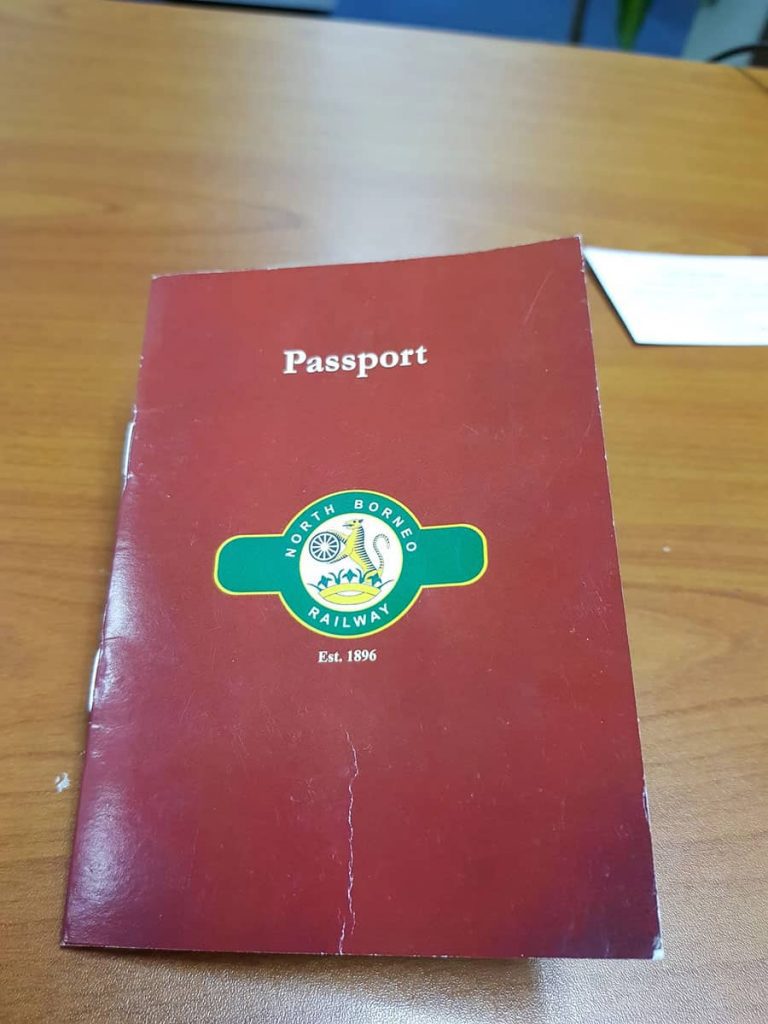 Passport
NORTH BORNEO
RAILWAY
Est. 1896